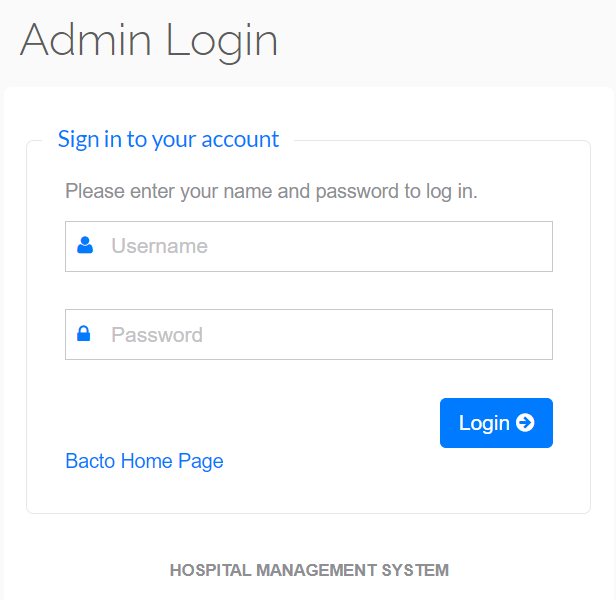 Admin Login
Sign in to your account
Please enter your name and password to log in.
Username
Password
Login
Bacto Home Page
HOSPITAL MANAGEMENT SYSTEM